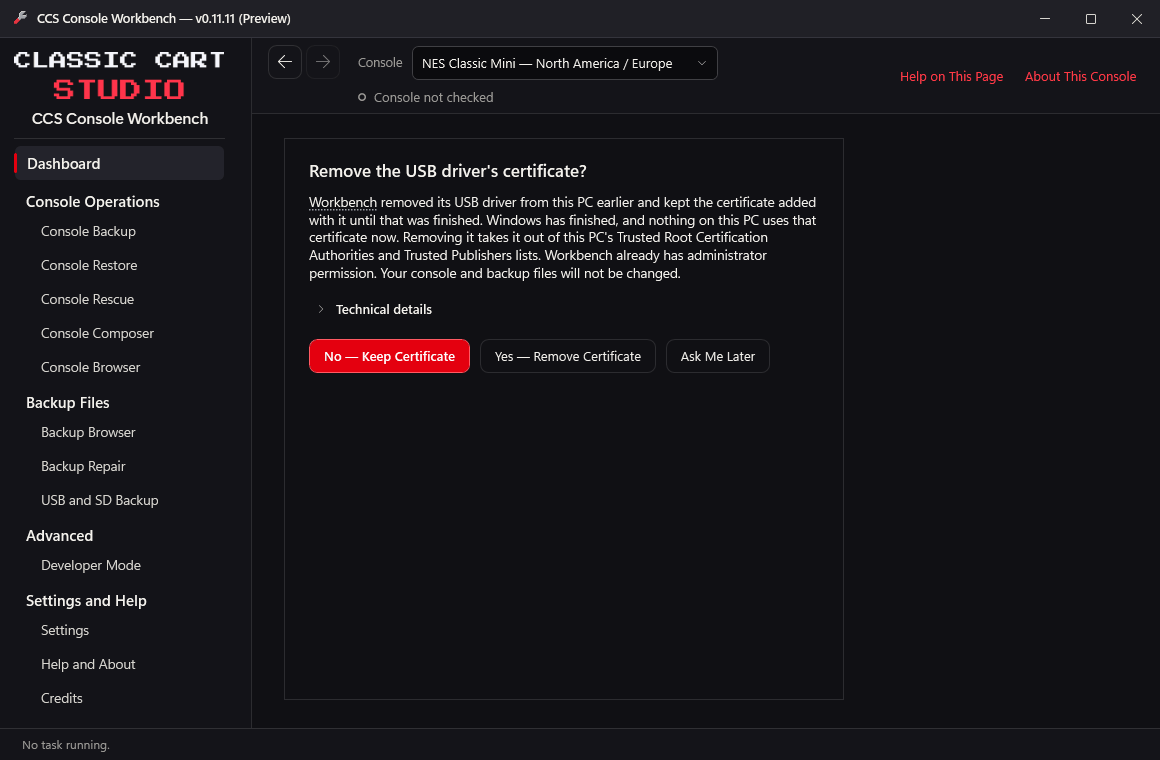 CCS Console Workbench — v0.11.11 (Preview)
CLASSIC CART
STUDIO
CCS Console Workbench
Dashboard
Console Operations
Console Backup
Console Restore
Console Rescue
Console Composer
Console Browser
Backup Files
Backup Browser
Backup Repair
USB and SD Backup
Advanced
Developer Mode
Settings and Help
Settings
Help and About
Credits
Console
NES Classic Mini — North America / Europe
Console not checked
Help on This Page
About This Console
Remove the USB driver's certificate?
Workbench removed its USB driver from this PC earlier and kept the certificate added
with it until that was finished. Windows has finished, and nothing on this PC uses that
certificate now. Removing it takes it out of this PC's Trusted Root Certification
Authorities and Trusted Publishers lists. Workbench already has administrator
permission. Your console and backup files will not be changed.
Technical details
No — Keep Certificate
Yes — Remove Certificate
Ask Me Later
No task running.